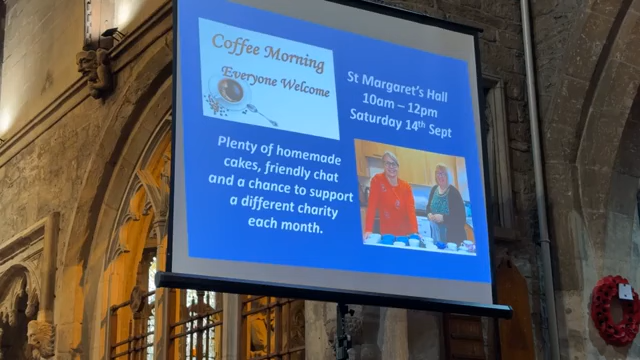 Coffee Morning
Everyone Welcome
St Margaret's Hall
10am – 12pm
Saturday 14th Sept
Plenty of homemade
cakes, friendly chat
and a chance to support
a different charity
each month.